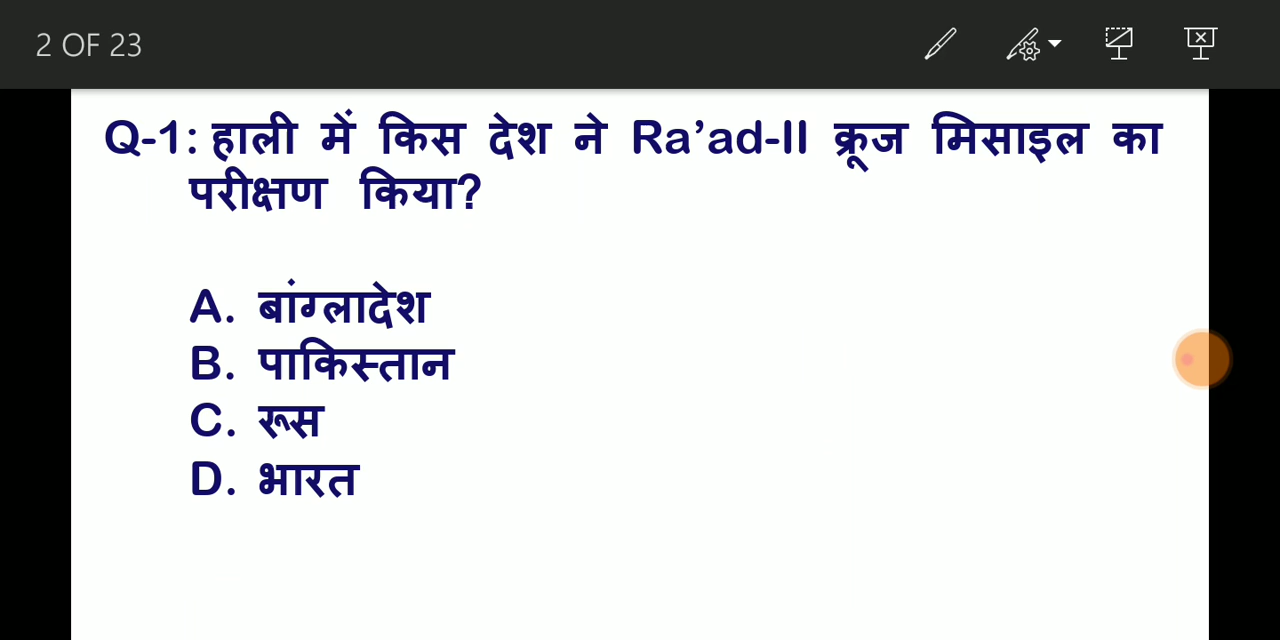 2 OF 23
Q-1: हाली में किस देश ने Ra’ad-II क्रूज मिसाइल का
परीक्षण किया?
A. बांग्लादेश
B. पाकिस्तान
C. रूस
D. भारत